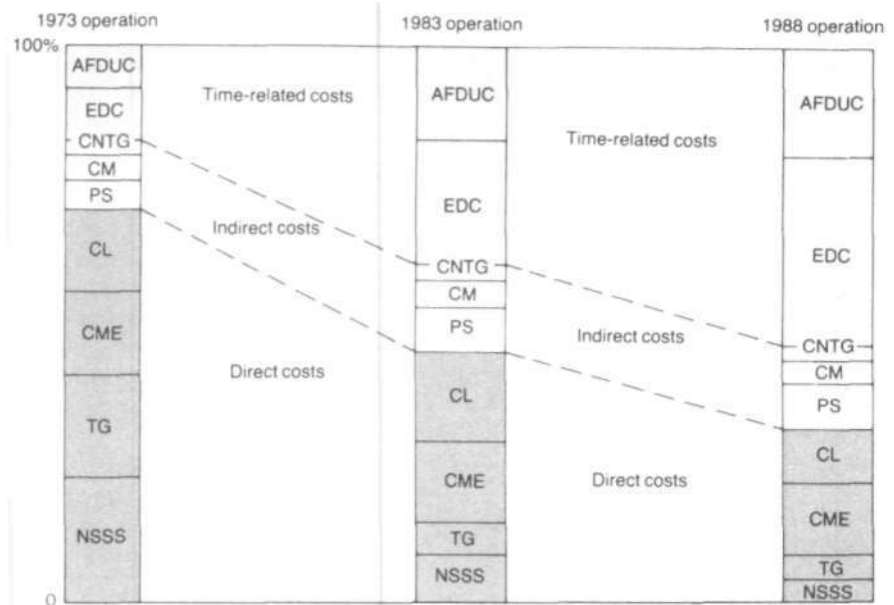 1973 operation
1983 operation
1988 operation
100%
AFDUC
EDC
CNTG
CM
PS
CL
CME
TG
NSSS
0
Time-related costs
Indirect costs
Direct costs
AFDUC
EDC
CNTG
CM
PS
CL
CME
TG
NSSS
Time-related costs
Indirect costs
Direct costs
AFDUC
EDC
CNTG
CM
PS
CL
CME
TG
NSSS